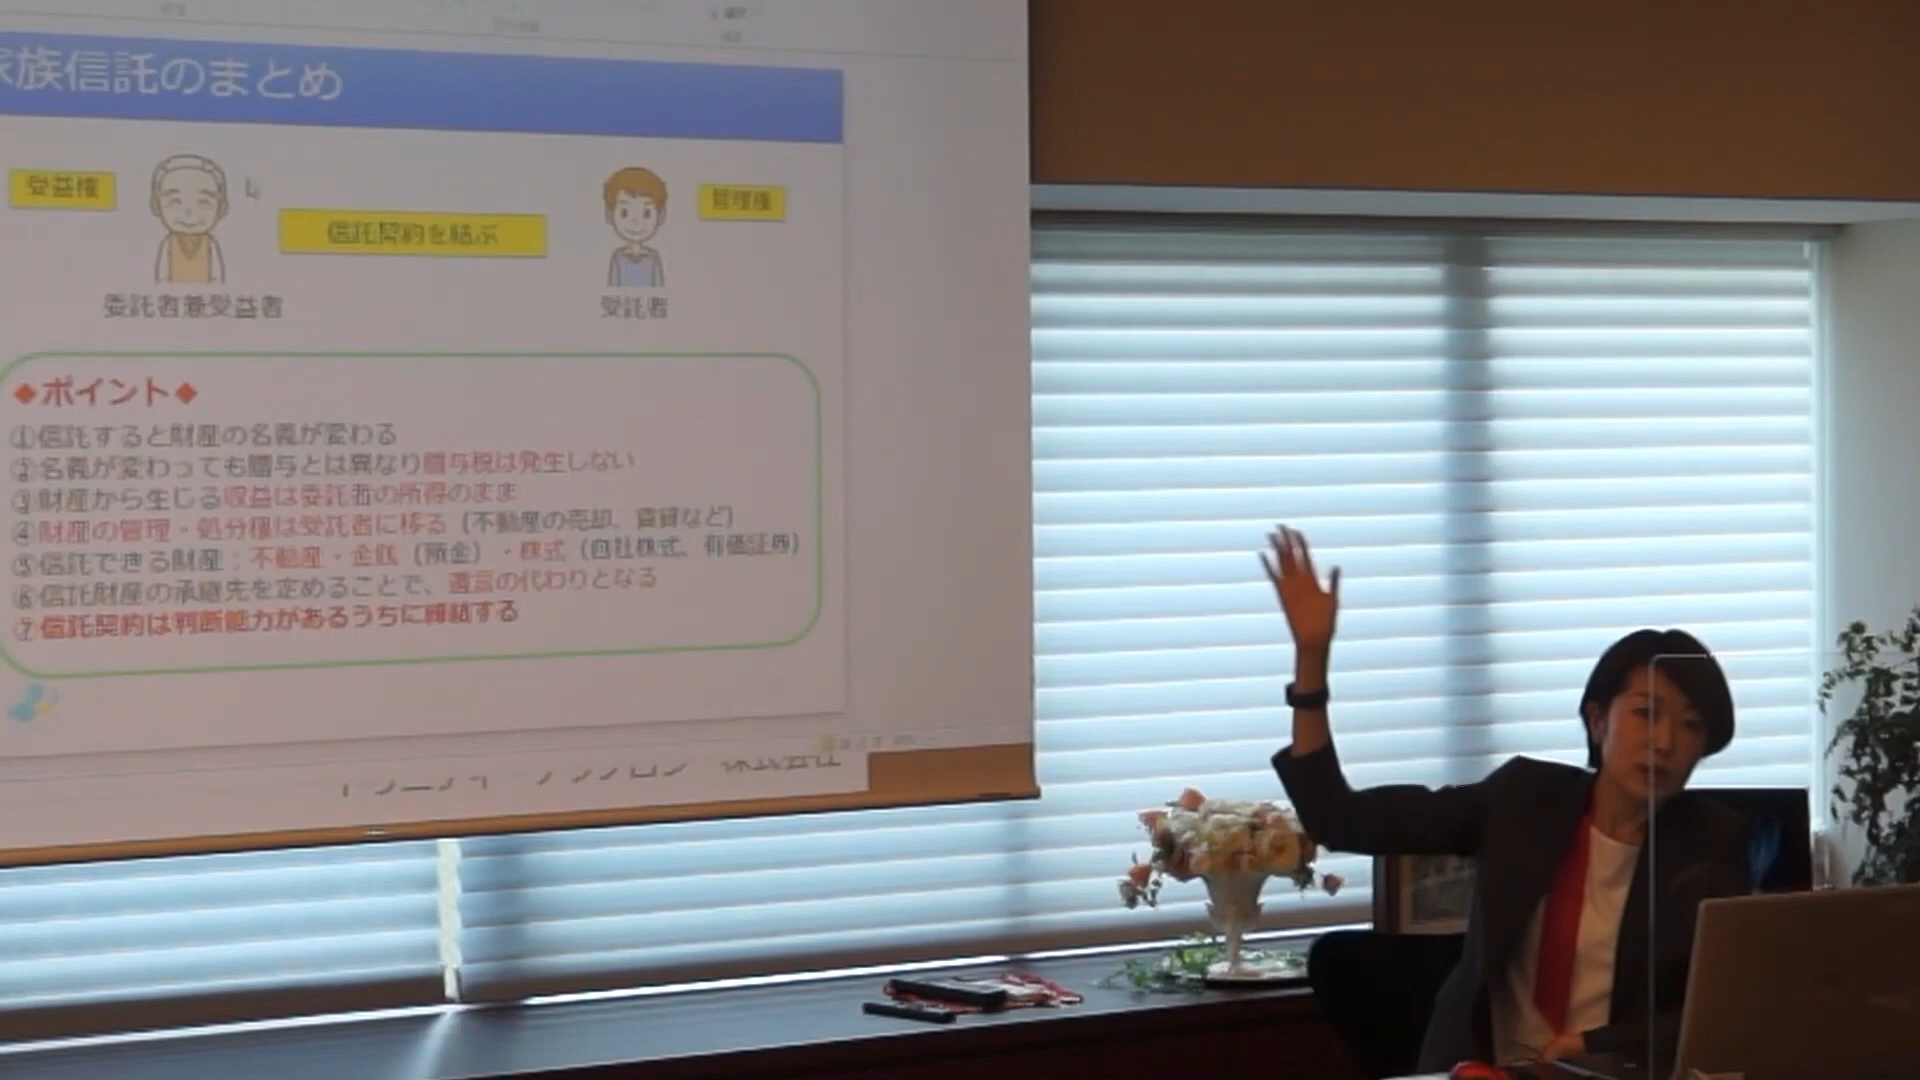 家族信託のまとめ
受益権
管理権
信託契約を結ぶ
委託者兼受益者
受託者
◆ポイント◆
①信託すると財産の名義が変わる
②名義が変わっても贈与とは異なり贈与税は発生しない
③財産から生じる収益は委託者の所得のまま
④財産の管理・処分権は受託者に移る（不動産の売却、賃貸など）
⑤信託できる財産：不動産・金銭（預金）・株式（自社株式、有価証券）
⑥信託財産の承継先を定めることで、遺言の代わりとなる
⑦信託契約は判断能力があるうちに締結する
株式会社